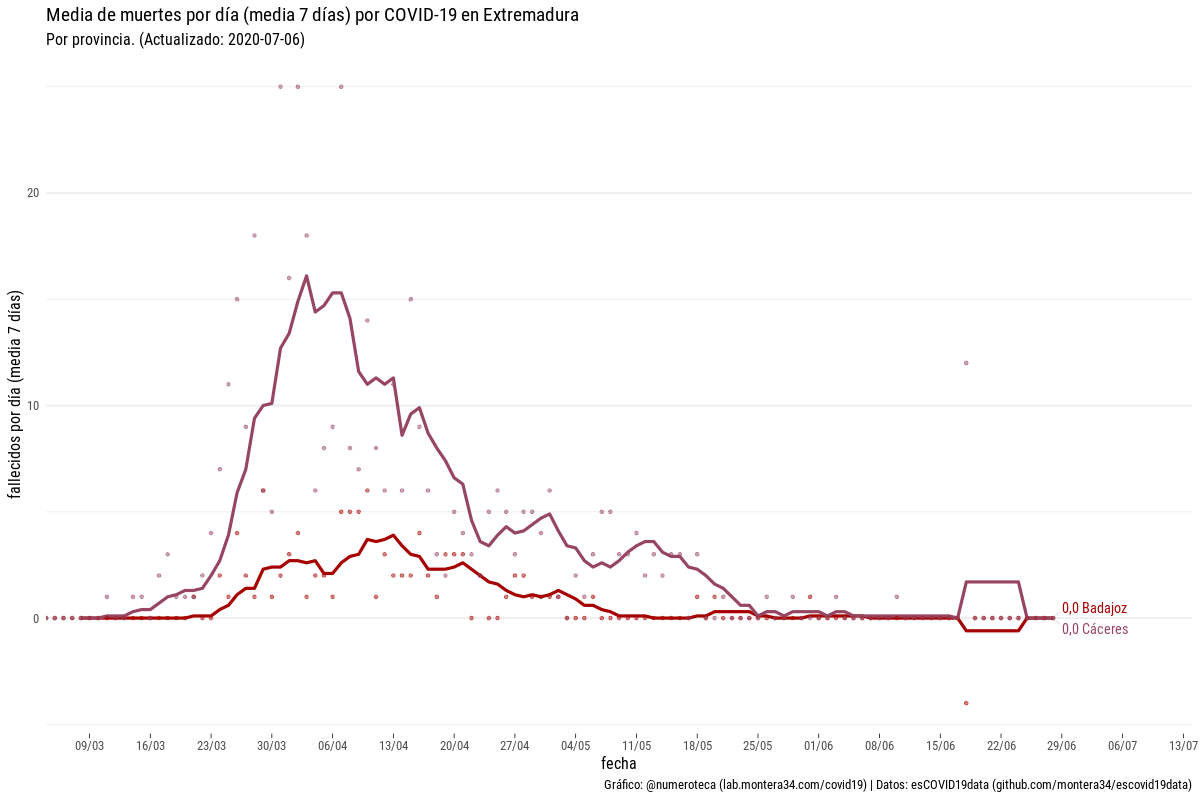 Media de muertes por día (media 7 días) por COVID-19 en Extremadura
Por provincia. (Actualizado: 2020-07-06)
fallecidos por día (media 7 días)
20
10
0
0,0 Badajoz
0,0 Cáceres
09/03 16/03 23/03 30/03 06/04 13/04 20/04 27/04 04/05 11/05 18/05 25/05 01/06 08/06 15/06 22/06 29/06 06/07 13/07
fecha
Gráfico: @numeroteca (lab.montera34.com/covid19) | Datos: esCOVID19data (github.com/montera34/escovid19data)